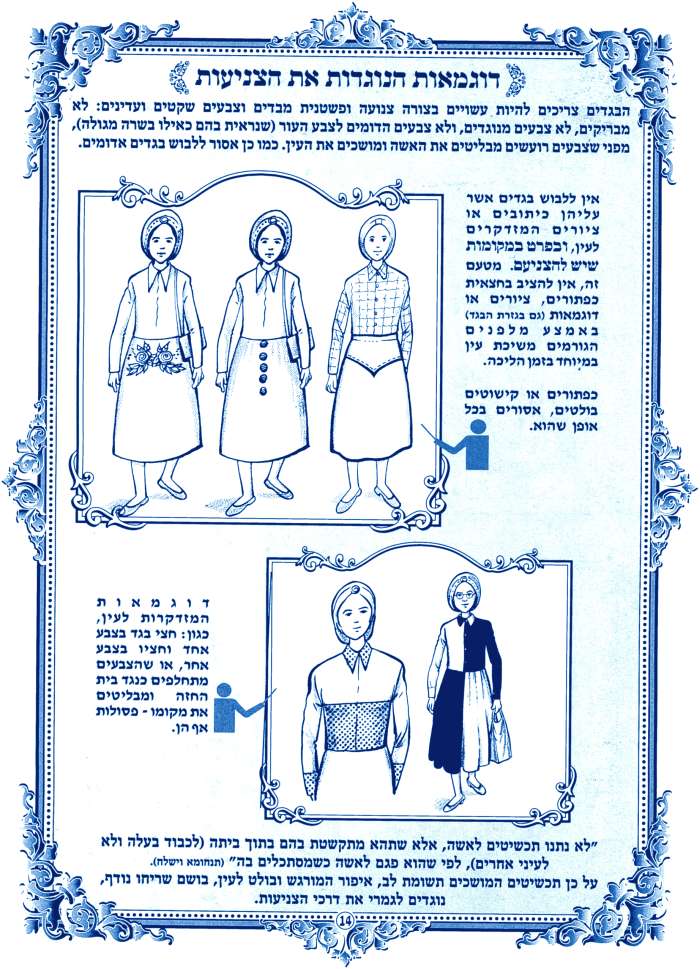 דוגמאות הנוגדות את הצניעות
הבגדים צריכים להיות עשויים בצורה צנועה ופשטנית מבדים וצבעים שקטים ועדינים: לא
מבריקים, לא צבעים מנוגדים, ולא צבעים הדומים לצבע העור (שנראית בהם כאילו בשרה מגולה),
מפני שצבעים רועשים מבליטים את האשה ומושכים את העין. כמו כן אסור ללבוש בגדים אדומים.
אין ללבוש בגדים אשר
עליהן כיתובים או
ציורים המזדקרים
לעין, ובפרט במקומות
שיש להצניעם. מטעם
זה, אין להציב בחצאית
כפתורים, ציורים או
דוגמאות (גם בגזרת הבגד)
באמצע מלפנים
הגורמים משיכת עין
במיוחד בזמן הליכה.
כפתורים או קישוטים
בולטים, אסורים בכל
אופן שהוא.
דוגמאות
המזדקרות לעין,
כגון: חצי בגד בצבע
אחד וחציו בצבע
אחר, או שהצבעים
מתחלפים כנגד בית
החזה ומבליטים
את מקומו - פסולות
אף הן.
"לא נתנו תכשיטים לאשה, אלא שתהא מתקשטת בהם בתוך ביתה (לכבוד בעלה ולא
לעיני אחרים), לפי שהוא פגם לאשה כשמסתכלים בה" (תנחומא וישלח).
על כן תכשיטים המושכים תשומת לב, איפור המורגש ובולט לעין, בושם שריחו נודף,
נוגדים לגמרי את דרכי הצניעות.
14